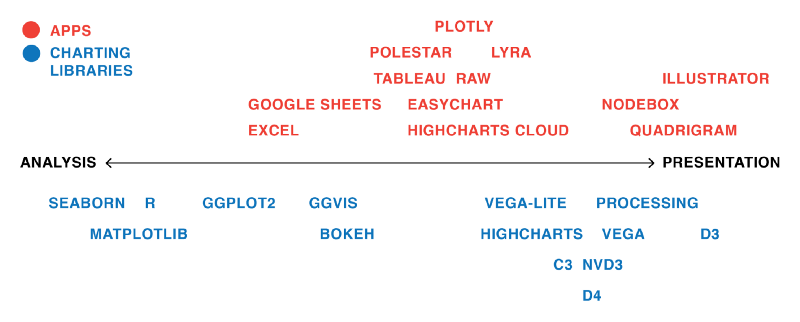 APPS
CHARTING
LIBRARIES
PLOTLY
POLESTAR LYRA
TABLEAU RAW ILLUSTRATOR
GOOGLE SHEETS EASYCHART NODEBOX
EXCEL HIGHCHARTS CLOUD QUADRIGRAM
ANALYSIS PRESENTATION
SEABORN R GGPLOT2 GGVIS VEGA-LITE PROCESSING
MATPLOTLIB BOKEH HIGHCHARTS VEGA D3
C3 NVD3
D4